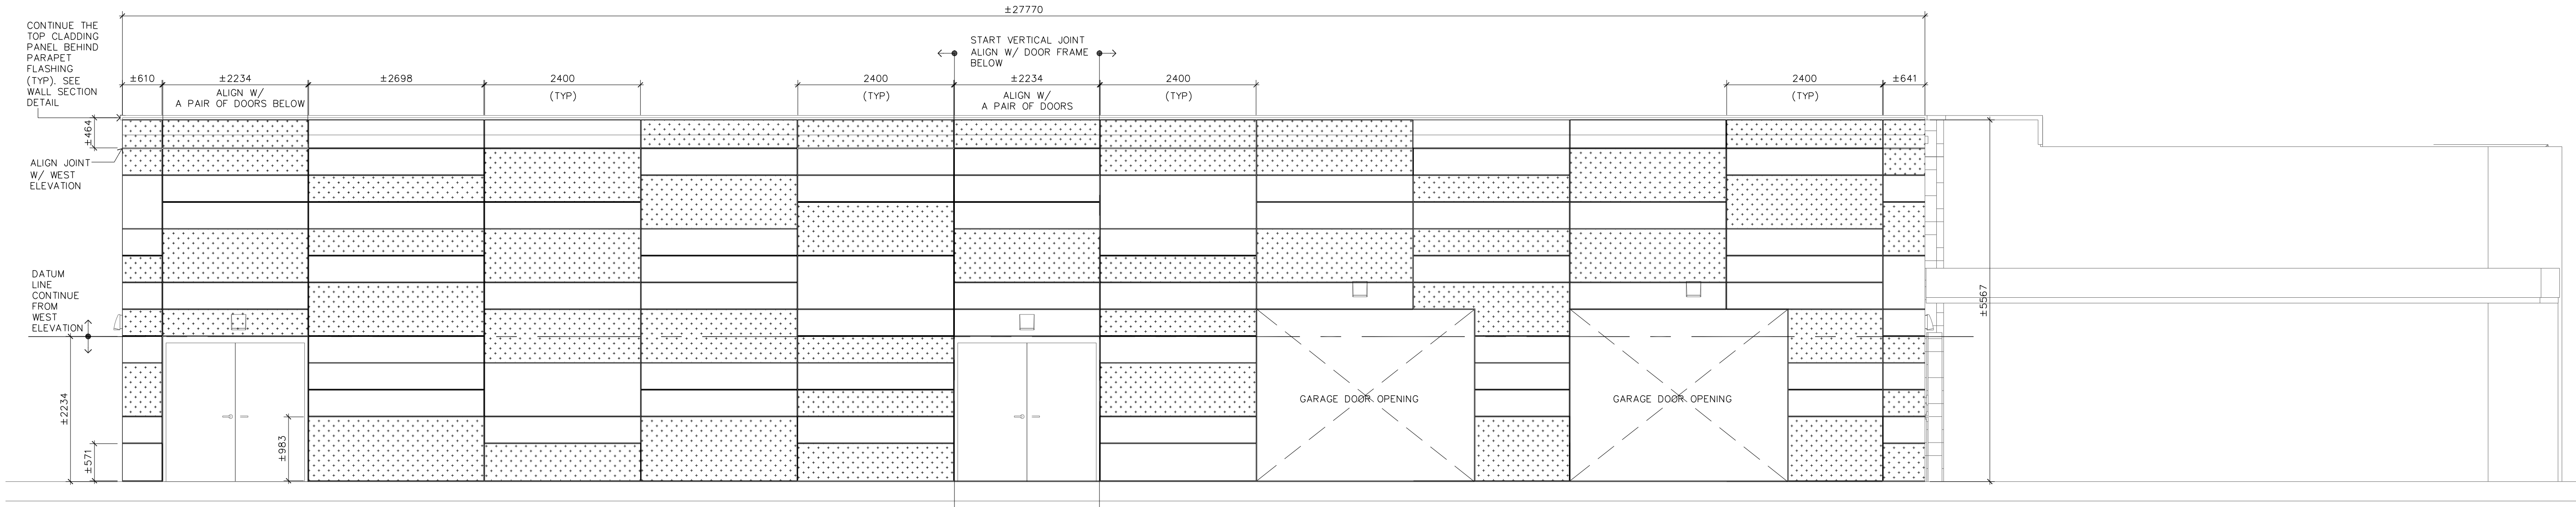 ±27770
CONTINUE THE
TOP CLADDING
PANEL BEHIND
PARAPET
FLASHING
(TYP). SEE
WALL SECTION
DETAIL
START VERTICAL JOINT
ALIGN W/ DOOR FRAME
BELOW
±610
±2234
ALIGN W/
A PAIR OF DOORS BELOW
±2698
2400
(TYP)
2400
(TYP)
±2234
ALIGN W/
A PAIR OF DOORS
2400
(TYP)
2400
(TYP)
±641
±464
ALIGN JOINT
W/ WEST
ELEVATION
DATUM
LINE
CONTINUE
FROM
WEST
ELEVATION
±5567
±2234
±571
±983
GARAGE DOOR OPENING
GARAGE DOOR OPENING